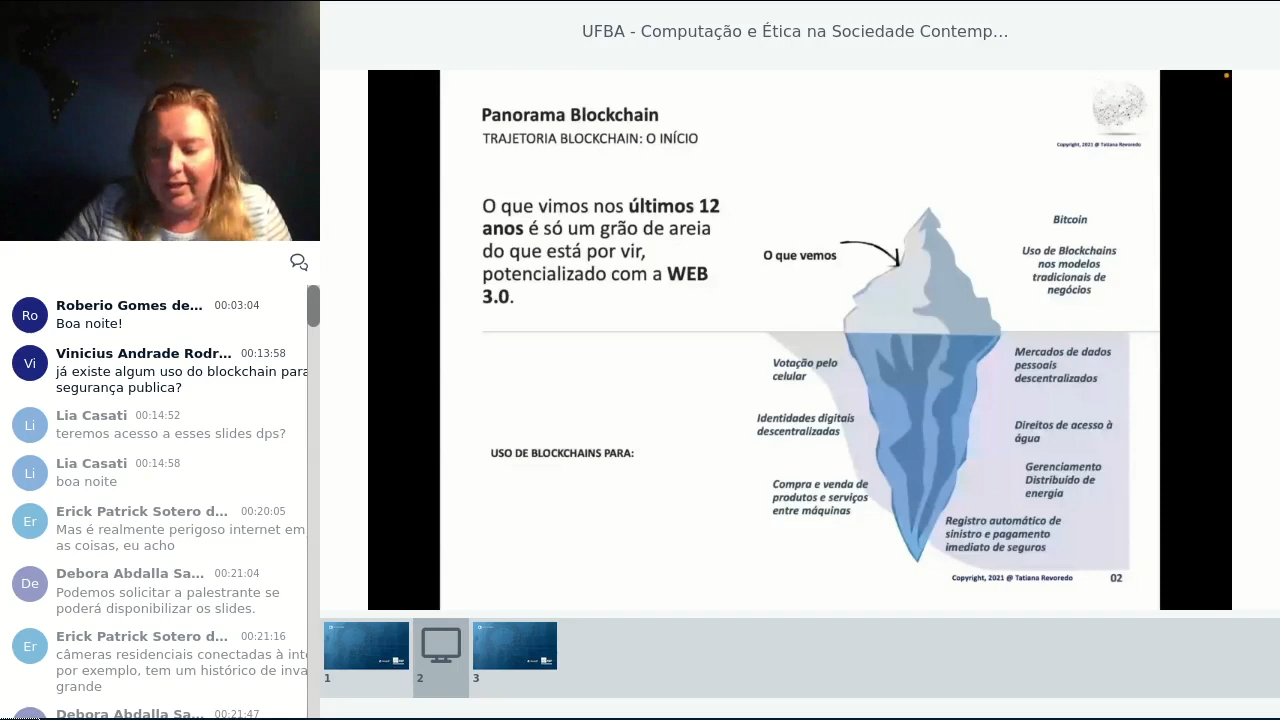 UFBA - Computação e Ética na Sociedade Contemp...
Panorama Blockchain
TRAJETORIA BLOCKCHAIN: O INÍCIO
Copyright, 2021 @ Tatiana Revoredo
O que vimos nos últimos 12
anos é só um grão de areia
do que está por vir,
potencializado com a WEB
3.0.
O que vemos
Bitcoin
Uso de Blockchains
nos modelos
tradicionais de
negócios
USO DE BLOCKCHAINS PARA:
Votação pelo
celular
Identidades digitais
descentralizadas
Compra e venda de
produtos e serviços
entre máquinas
Mercados de dados
pessoais
descentralizados
Direitos de acesso à
água
Gerenciamento
Distribuído de
energia
Registro automático de
sinistro e pagamento
imediato de seguros
Copyright, 2021 @ Tatiana Revoredo
02
Ro
Roberio Gomes de... 00:03:04
Boa noite!
Vi
Vinicius Andrade Rodr... 00:13:58
já existe algum uso do blockchain para
segurança publica?
Li
Lia Casati 00:14:52
teremos acesso a esses slides dps?
Li
Lia Casati 00:14:58
boa noite
Er
Erick Patrick Sotero d... 00:20:05
Mas é realmente perigoso internet em
as coisas, eu acho
De
Debora Abdalla Sa... 00:21:04
Podemos solicitar a palestrante se
poderá disponibilizar os slides.
Er
Erick Patrick Sotero d... 00:21:16
câmeras residenciais conectadas à inte
por exemplo, tem um histórico de inva
grande
Debora Abdalla Sa... 00:21:47
1
2
3